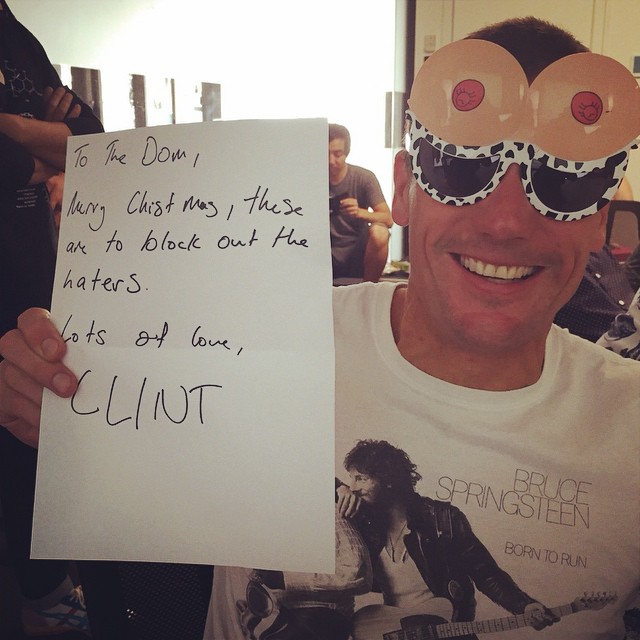 To The Dom,
Merry Chistmas, these
are to block out the
haters.
Lots of love,
CLINT
BRUCE
SPRINGSTEEN
BORN TO RUN